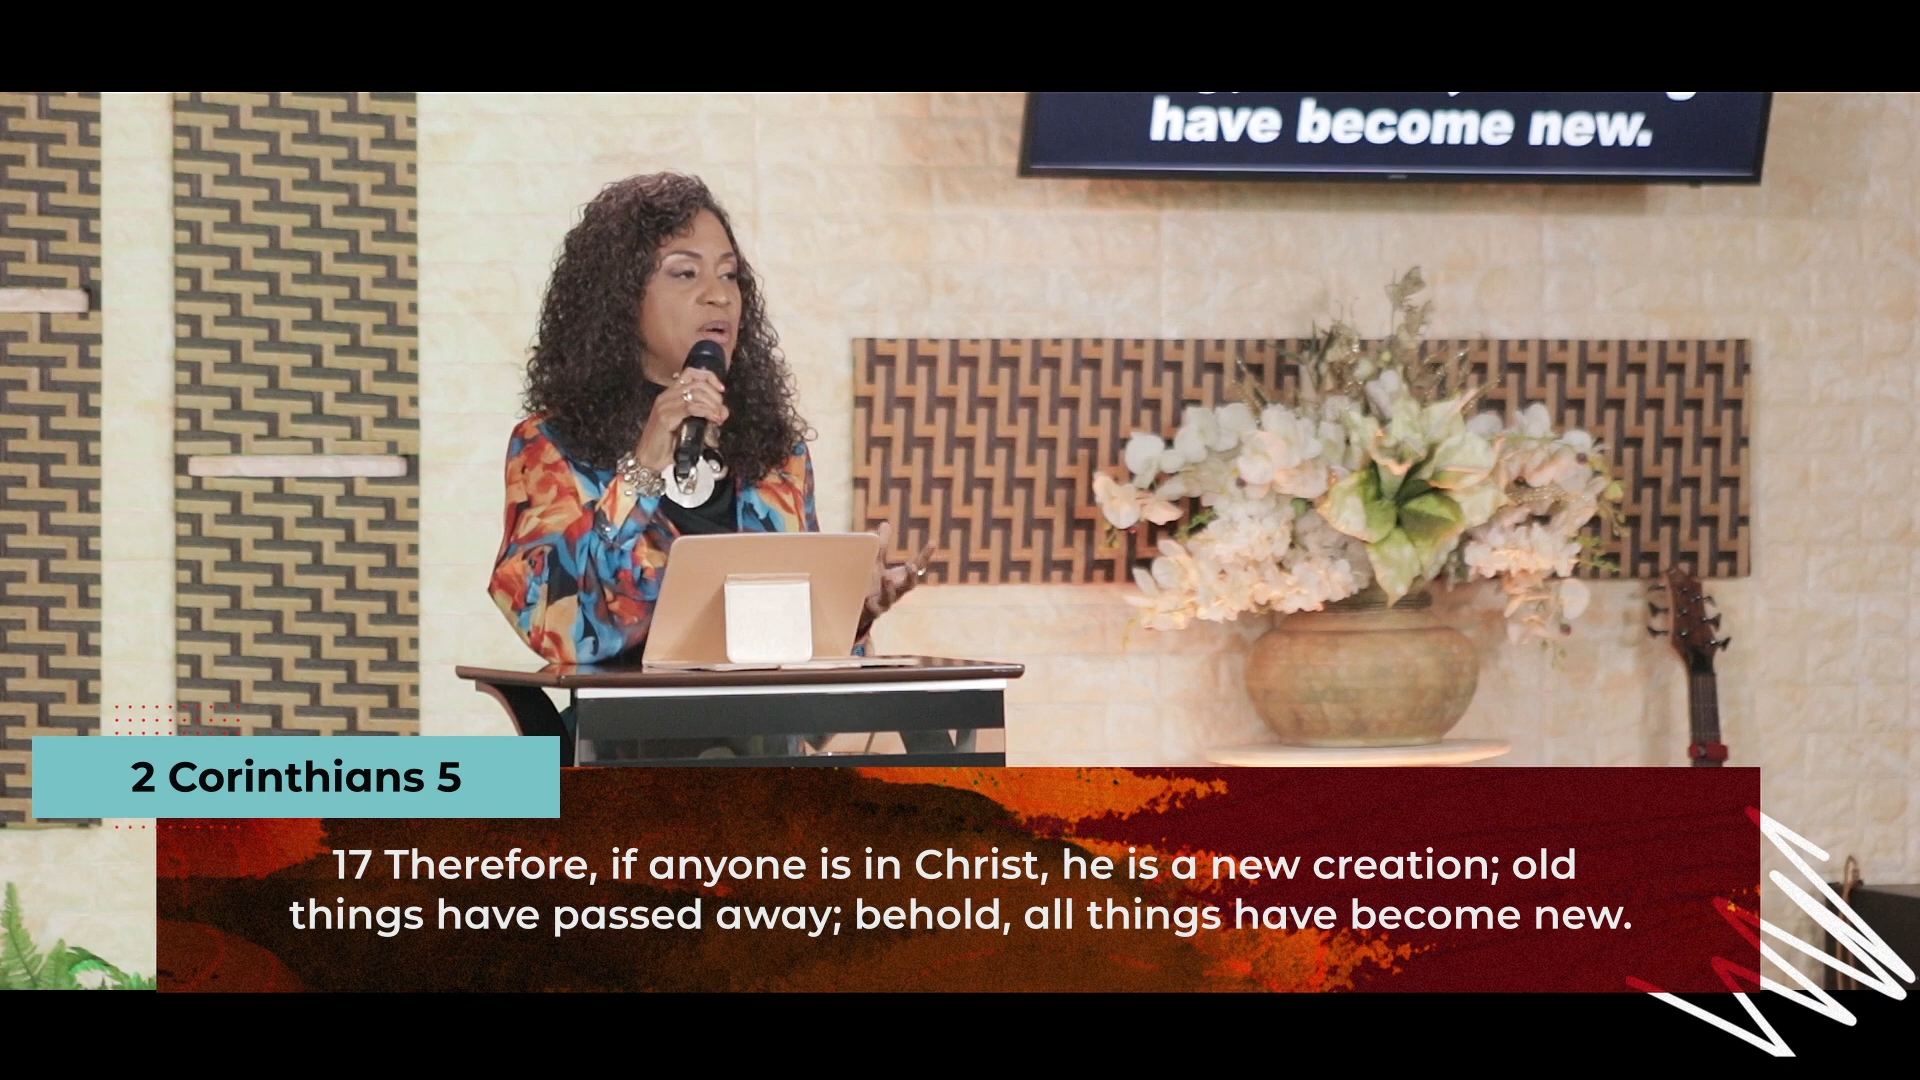 have become new.
2 Corinthians 5
17 Therefore, if anyone is in Christ, he is a new creation; old
things have passed away; behold, all things have become new.